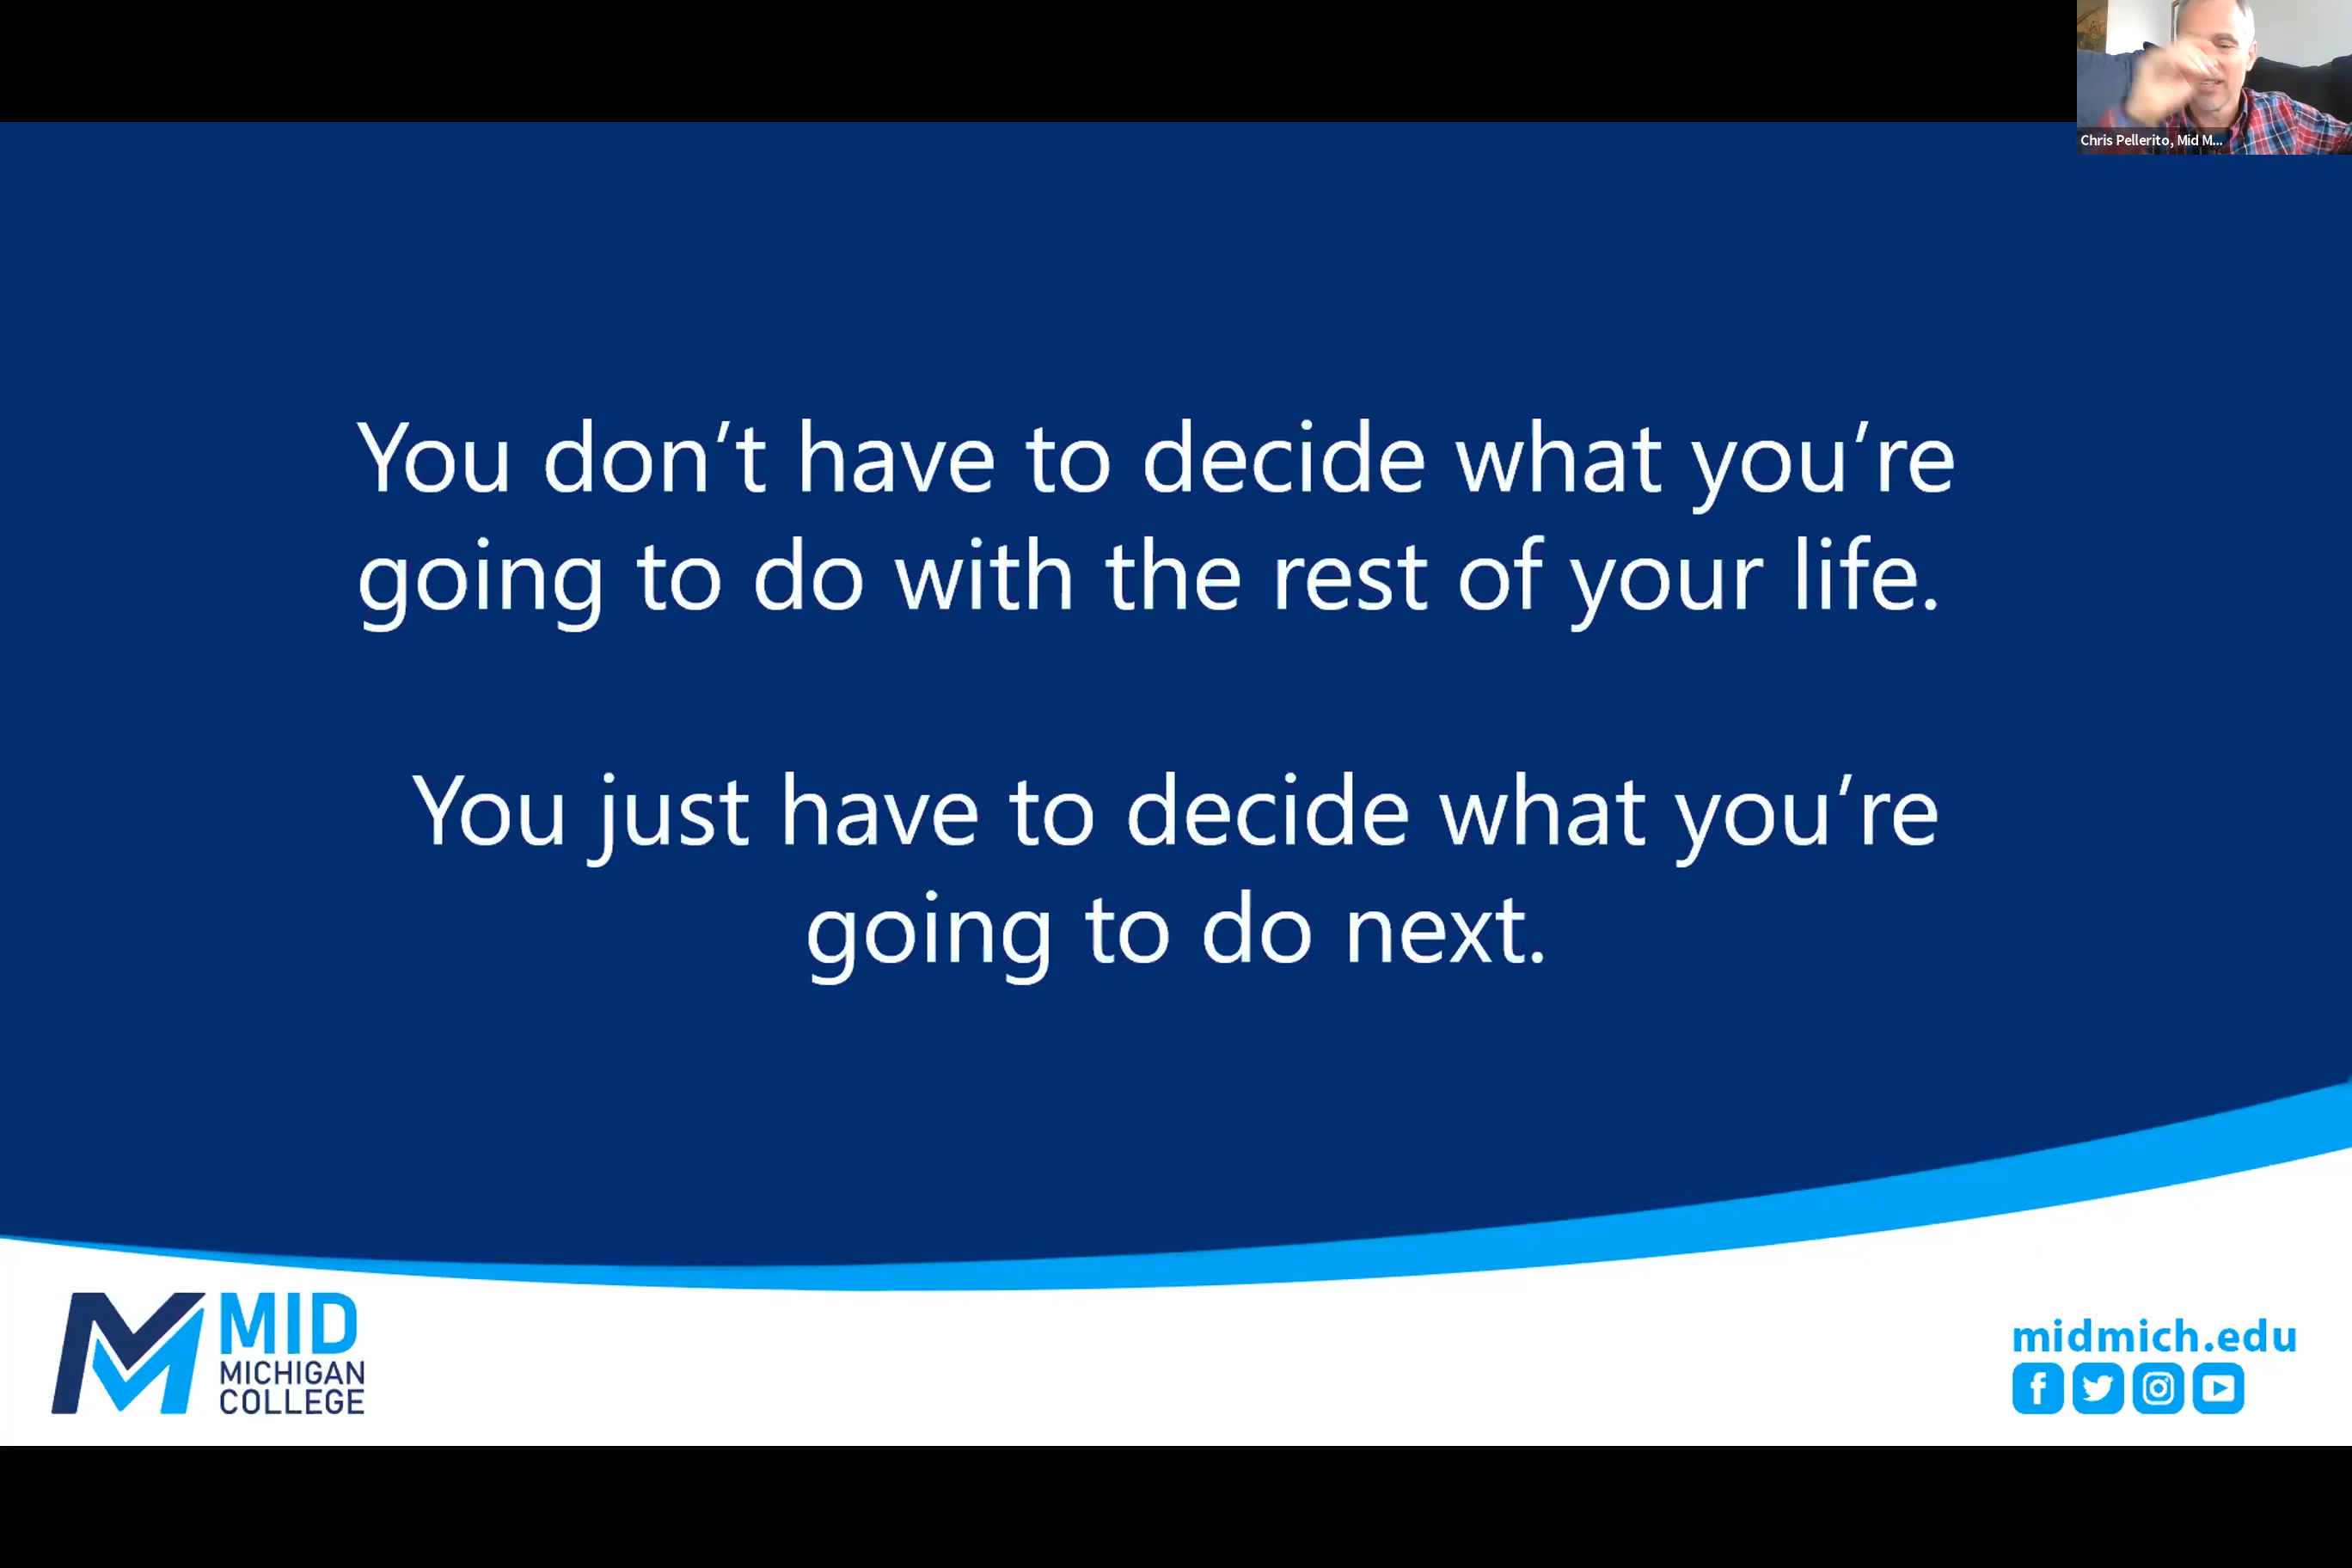 Chris Pellerito, Mid M...
You don’t have to decide what you’re
going to do with the rest of your life.
You just have to decide what you’re
going to do next.
MID
MICHIGAN
COLLEGE
midmich.edu